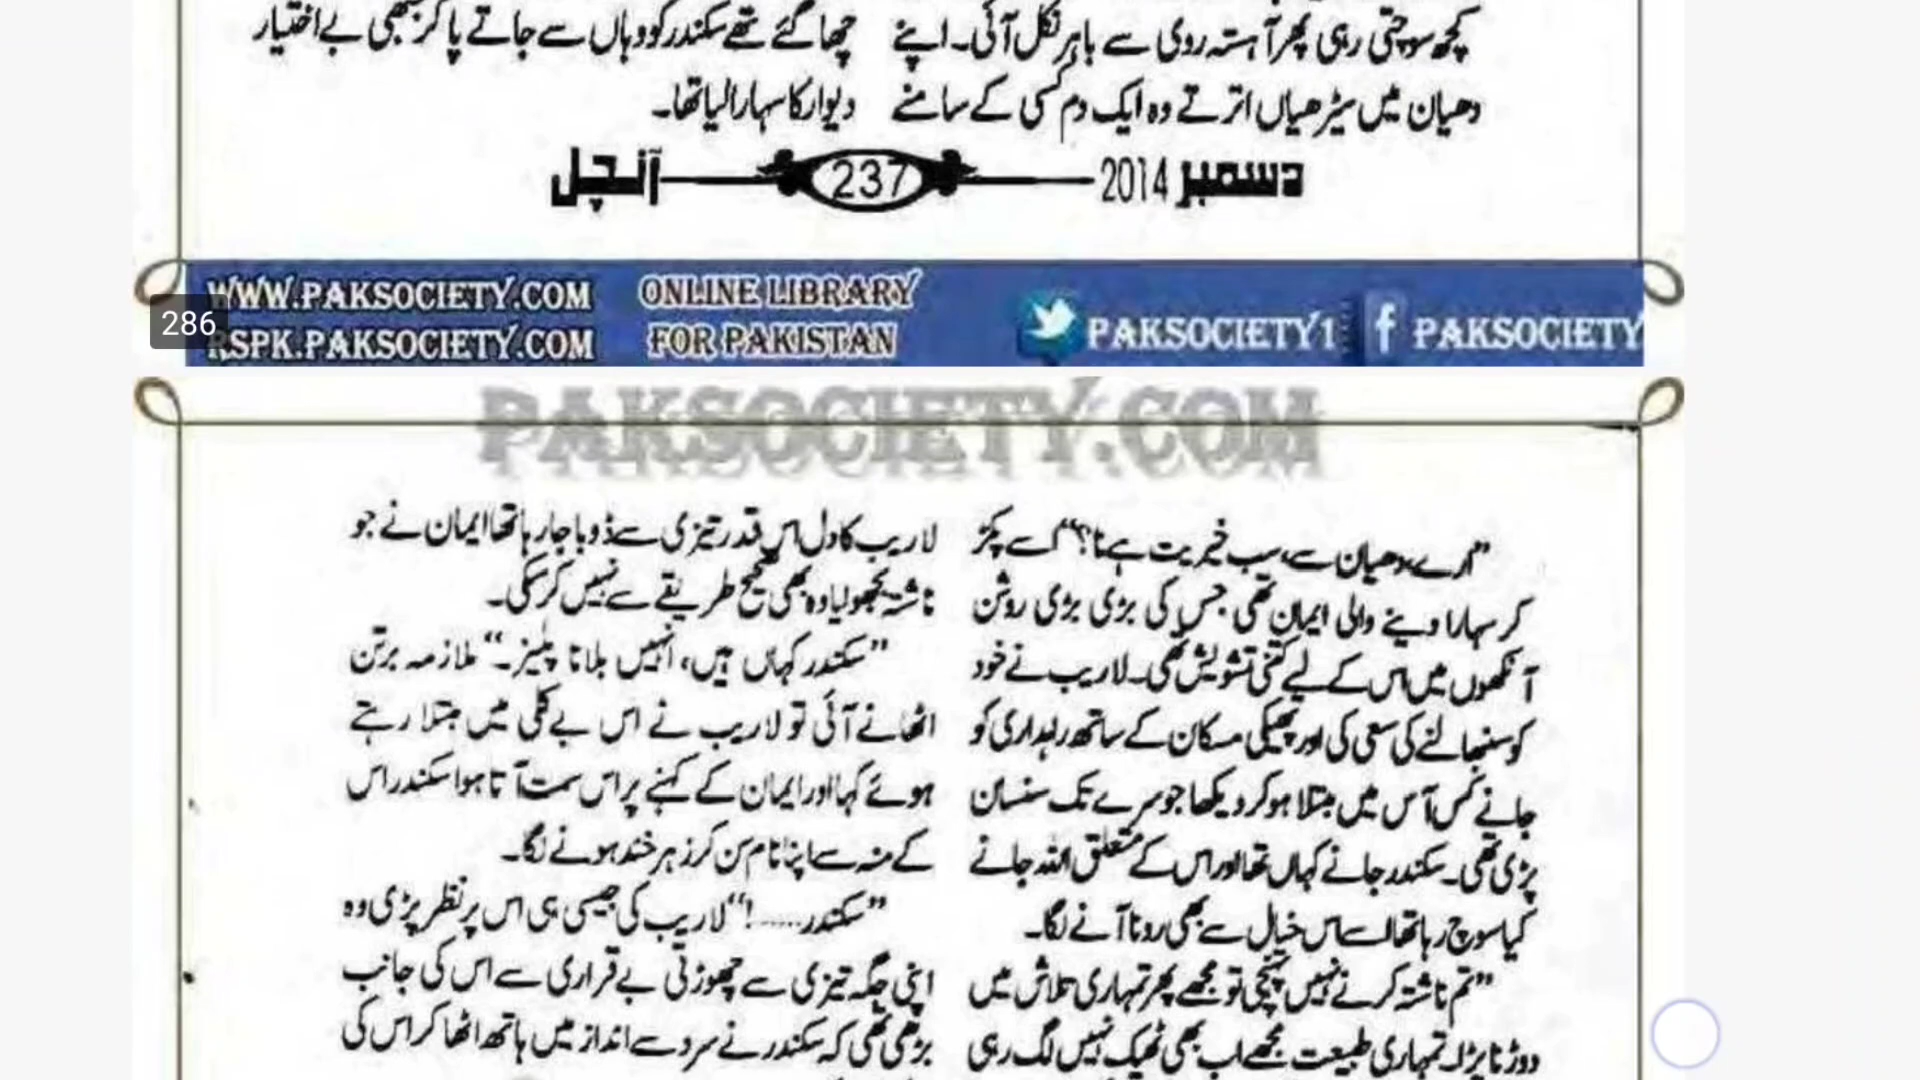 کچھ سوچتی رہی پھر آہستہ روی سے باہر نکل آئی۔ اپنے
دھیان میں سیڑھیاں اترتے وہ ایک دم کسی کے سامنے
چھا گئے تھے سکندر کو وہاں سے جاتے پا کر تبھی بے اختیار
دیوار کا سہارا لیا تھا۔
دسمبر 2014 237 آنچل
WWW.PAKSOCIETY.COM
RSPK.PAKSOCIETY.COM
ONLINE LIBRARY
FOR PAKISTAN
PAKSOCIETY1
PAKSOCIETY
286
PAKSOCIETY.COM
”ارے دھیان سے، سب خیریت ہے نا؟“ اسے پکڑ
کر سہارا دینے والی ایمان تھی جس کی بڑی بڑی روشن
آنکھوں میں اس کے لیے کتنی تشویش تھی۔ لاریب نے خود
کو سنبھالنے کی سعی کی اور پھیکی مسکان کے ساتھ راہداری کو
جانے کس آس میں مبتلا ہو کر دیکھا جو سرے تک سنسان
پڑی تھی۔ سکندر جانے کہاں تھا اور اس کے متعلق اللہ جانے
کیا سوچ رہا تھا اسے اس خیال سے بھی رونا آنے لگا۔
”تم ناشتہ کرنے نہیں پہنچی تو مجھے پھر تمہاری تلاش میں
دوڑنا پڑا۔ تمہاری طبیعت مجھے اب بھی ٹھیک نہیں لگ رہی
لاریب کا دل اس قدر تیزی سے ڈوبا جا رہا تھا ایمان نے جو
ناشتہ بھجوایا وہ بھی صحیح طریقے سے نہیں کر سکی۔
”سکندر کہاں ہیں، انہیں بلانا پلیز۔“ ملازمہ برتن
اٹھانے آئی تو لاریب نے اس بے کلی میں مبتلا رہتے
ہوئے کہا اور ایمان کے کہنے پر اس سمت آتا ہوا سکندر اس
کے منہ سے اپنا نام سن کر زہر خند ہونے لگا۔
”سکندر.....!“ لاریب کی جیسی ہی اس پر نظر پڑی وہ
اپنی جگہ تیزی سے چھوڑتی بے قراری سے اس کی جانب
بڑھی تھی کہ سکندر نے سرد سے انداز میں ہاتھ اٹھا کر اس کی